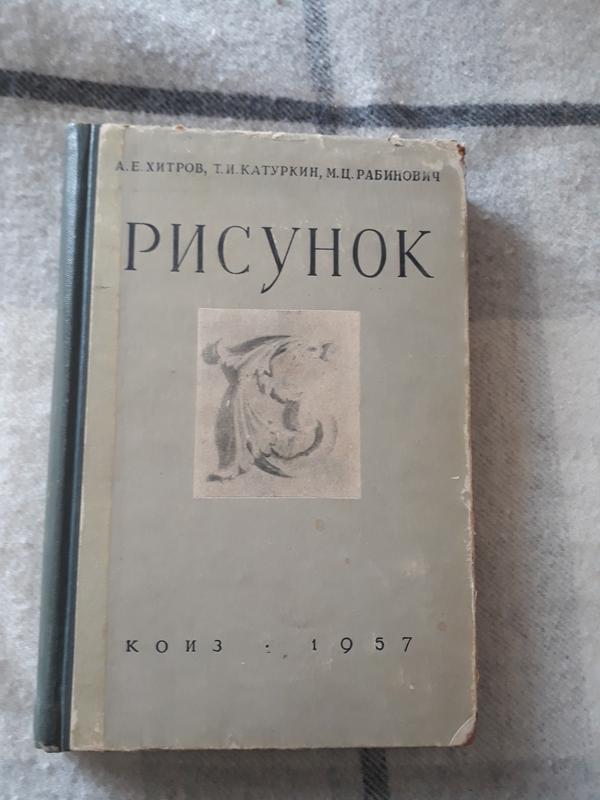 А. Е. ХИТРОВ, Т. И. КАТУРКИН, М. Ц. РАБИНОВИЧ
РИСУНОК
КОИЗ · 1957